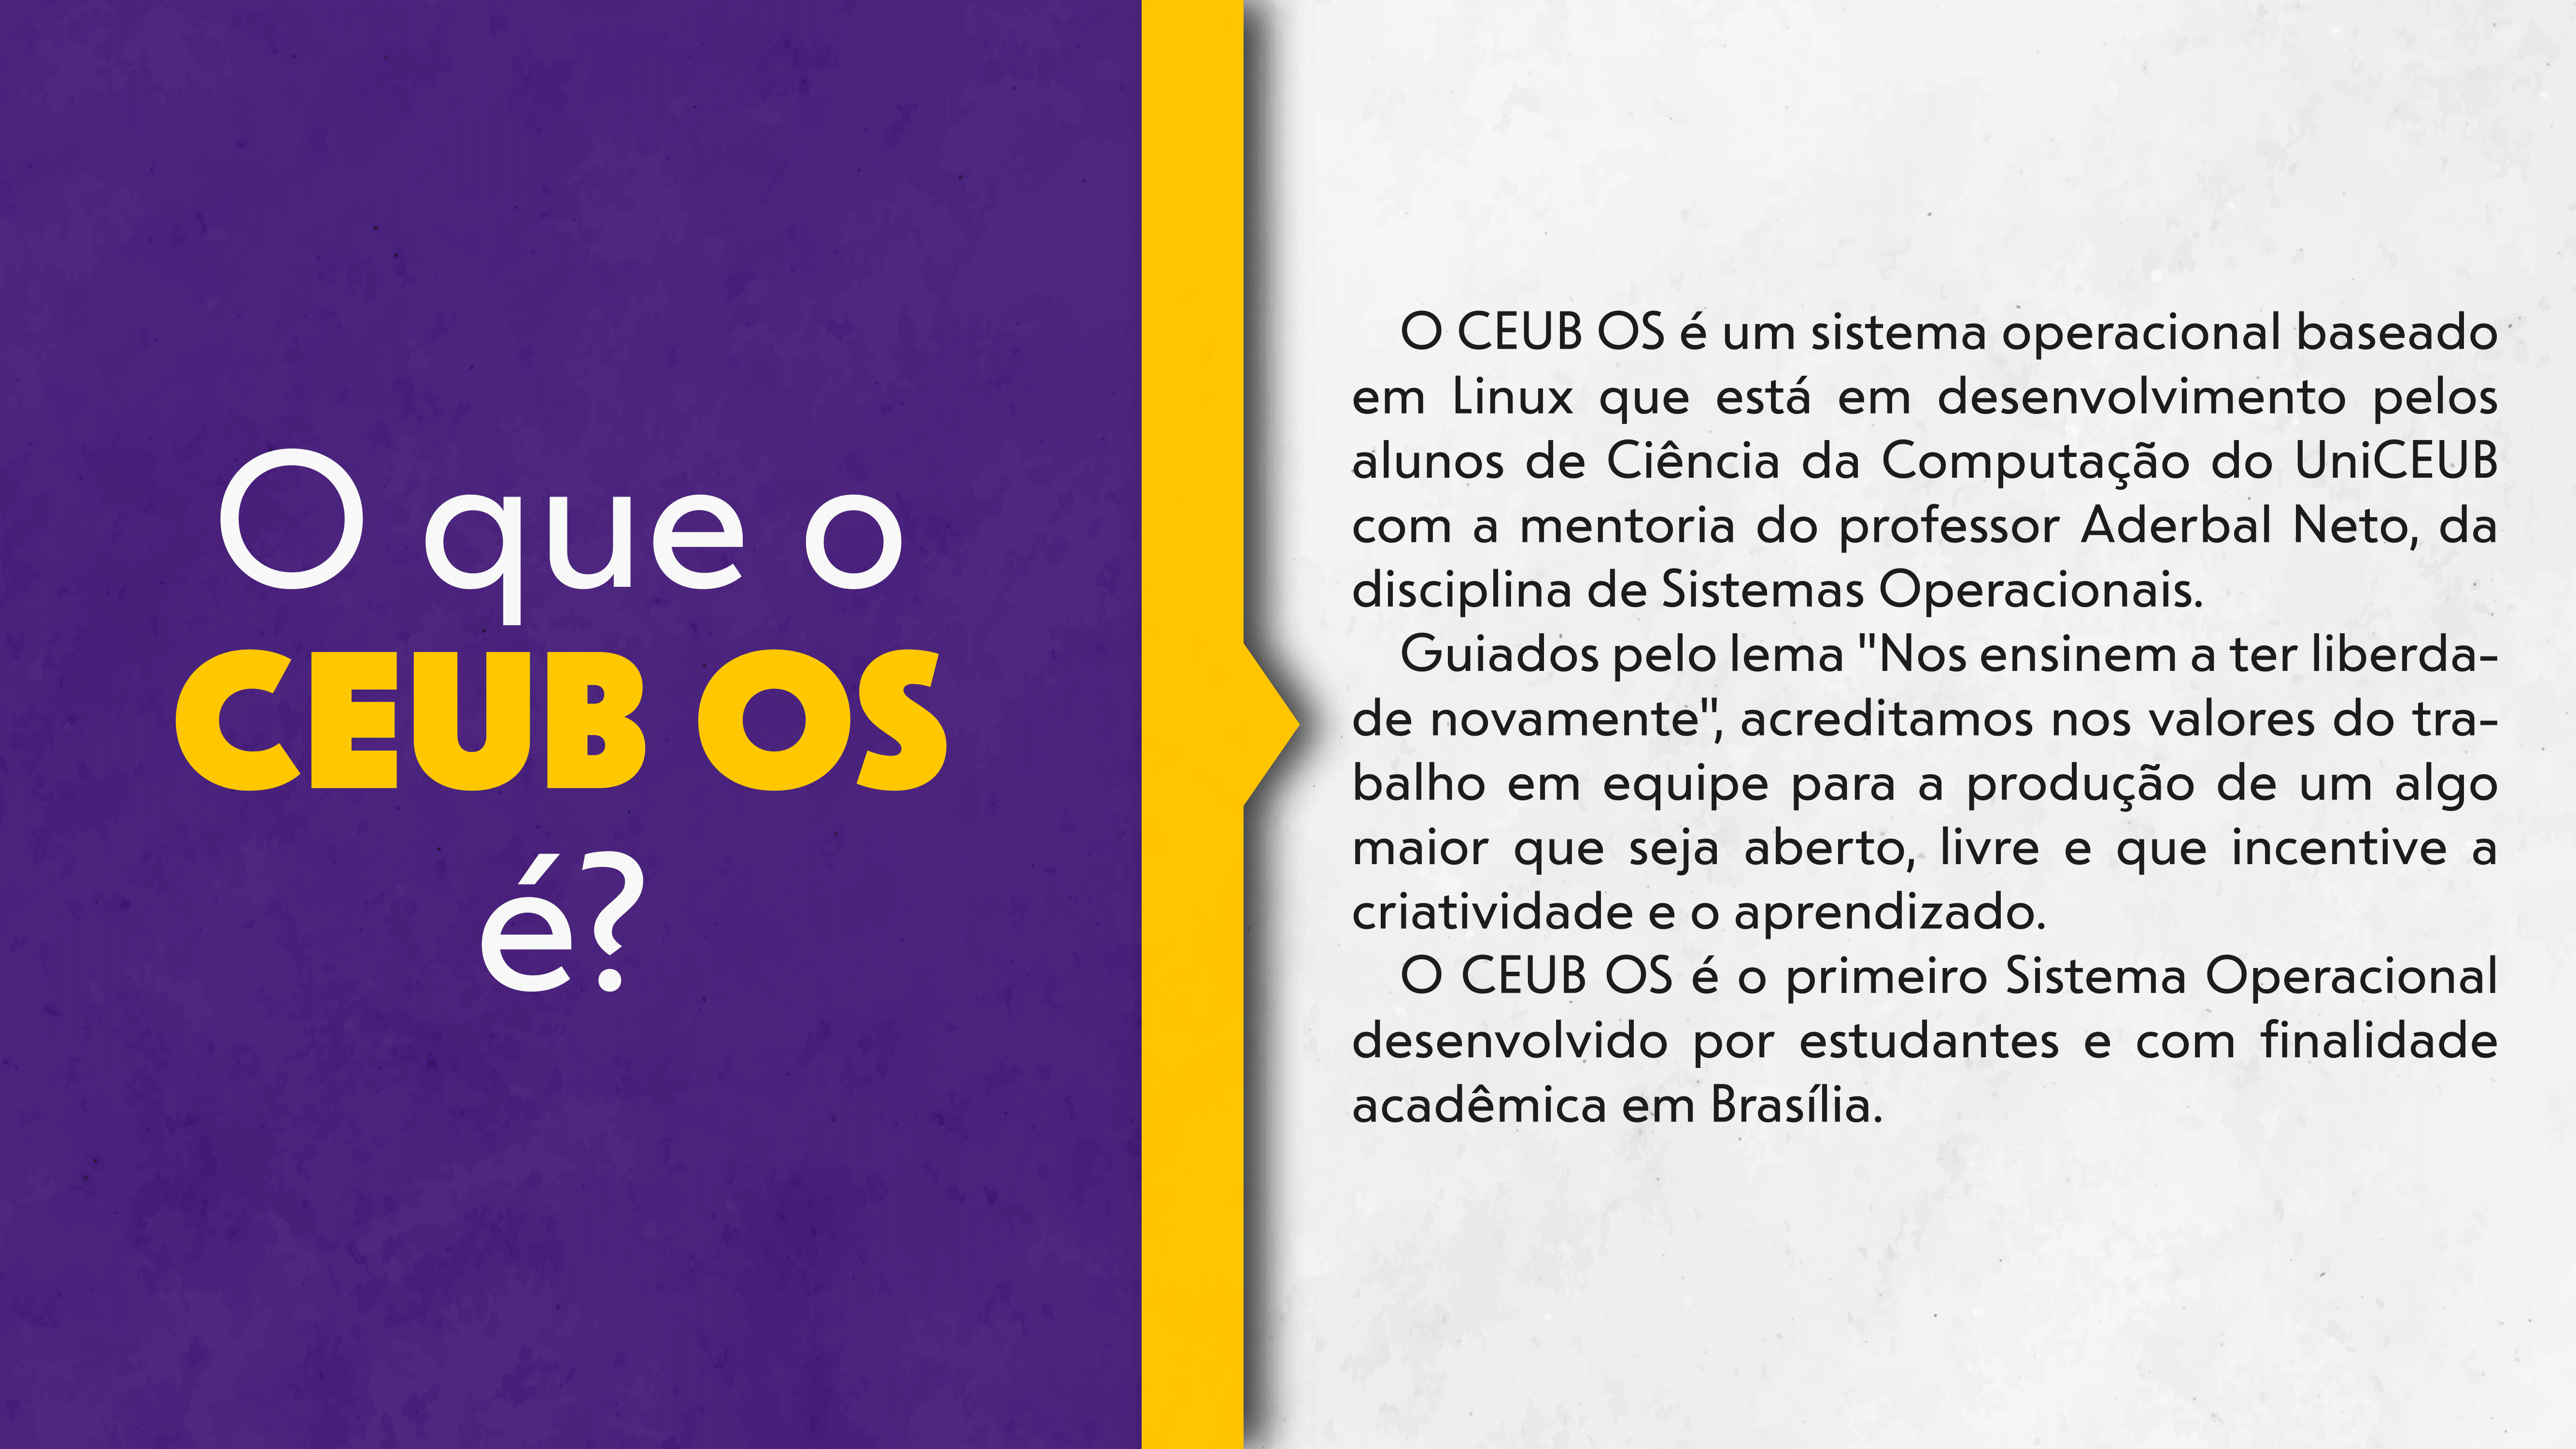 O que o
CEUB OS
é?
O CEUB OS é um sistema operacional baseado
em Linux que está em desenvolvimento pelos
alunos de Ciência da Computação do UniCEUB
com a mentoria do professor Aderbal Neto, da
disciplina de Sistemas Operacionais.
Guiados pelo lema "Nos ensinem a ter liberda-
de novamente", acreditamos nos valores do tra-
balho em equipe para a produção de um algo
maior que seja aberto, livre e que incentive a
criatividade e o aprendizado.
O CEUB OS é o primeiro Sistema Operacional
desenvolvido por estudantes e com finalidade
acadêmica em Brasília.